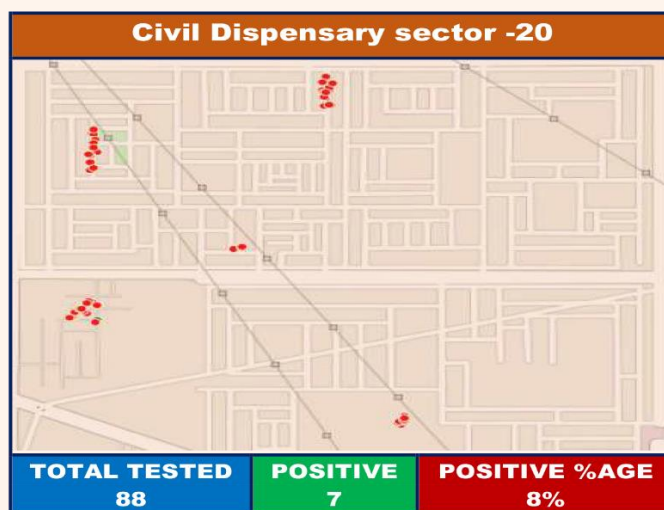 Civil Dispensary sector -20
TOTAL TESTED
88
POSITIVE
7
POSITIVE %AGE
8%